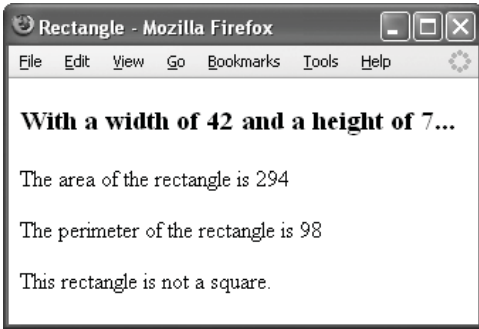 Rectangle - Mozilla Firefox
File Edit View Go Bookmarks Tools Help
With a width of 42 and a height of 7...
The area of the rectangle is 294
The perimeter of the rectangle is 98
This rectangle is not a square.